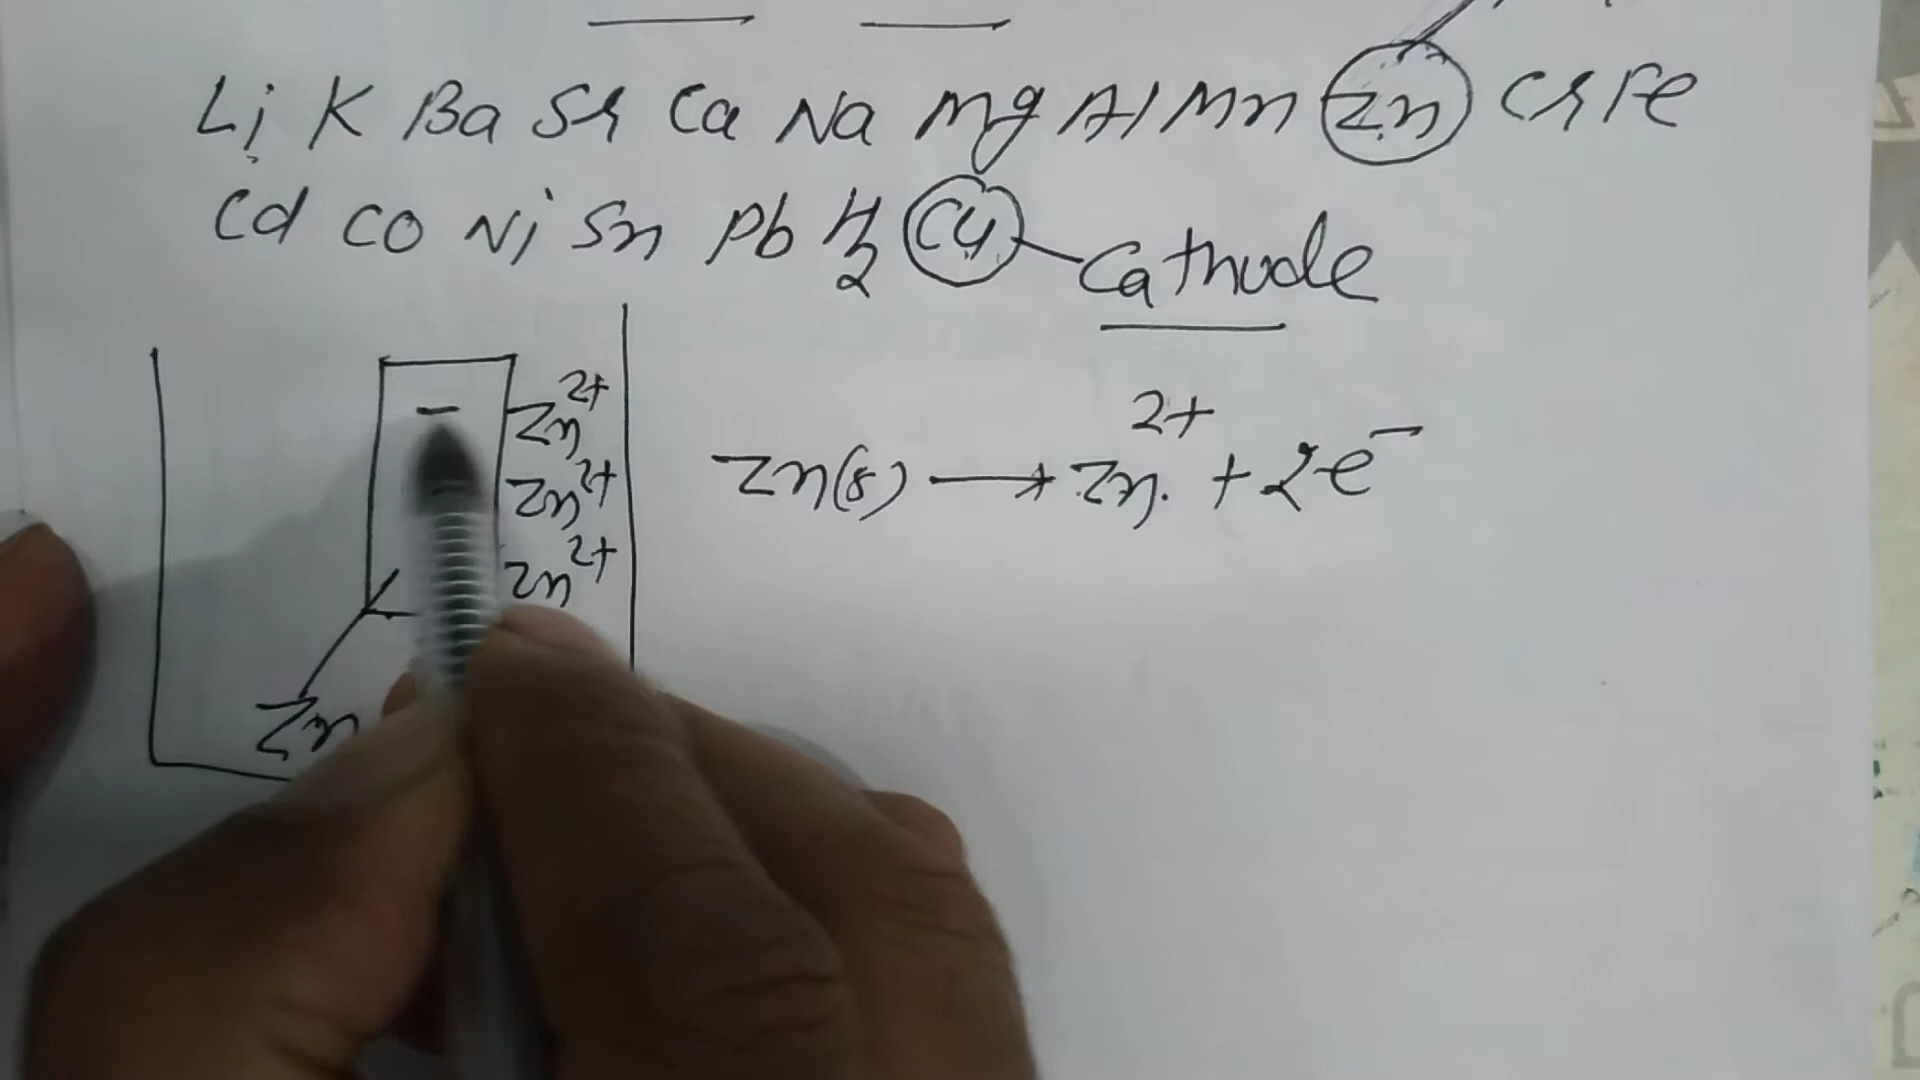 Li K Ba Sr Ca Na Mg Al Mn Zn Cr Fe
Cd Co Ni Sn Pb H2 Cu Cathode
Zn2+
Zn2+
Zn2+
Zn
Zn(s) → Zn2+ + 2e−